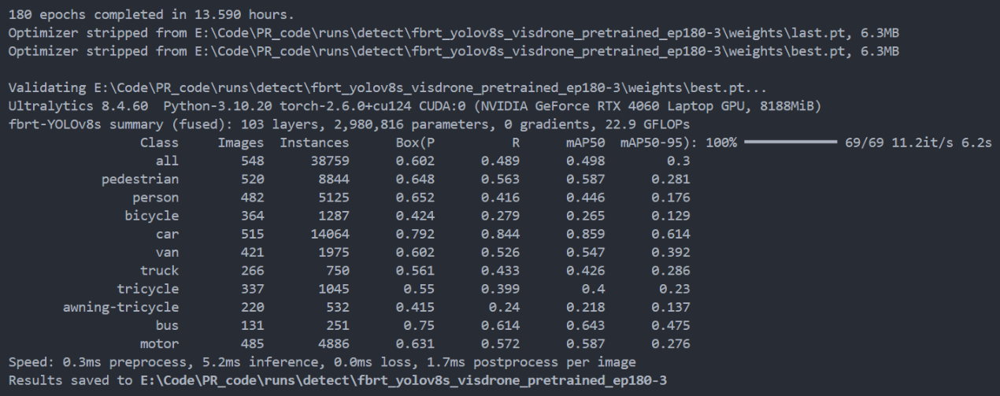 180 epochs completed in 13.590 hours.
Optimizer stripped from E:\Code\PR_code\runs\detect\fbrt_yolov8s_visdrone_pretrained_ep180-3\weights\last.pt, 6.3MB
Optimizer stripped from E:\Code\PR_code\runs\detect\fbrt_yolov8s_visdrone_pretrained_ep180-3\weights\best.pt, 6.3MB
Validating E:\Code\PR_code\runs\detect\fbrt_yolov8s_visdrone_pretrained_ep180-3\weights\best.pt...
Ultralytics 8.4.60 Python-3.10.20 torch-2.6.0+cu124 CUDA:0 (NVIDIA GeForce RTX 4060 Laptop GPU, 8188MiB)
fbrt-YOLOv8s summary (fused): 103 layers, 2,980,816 parameters, 0 gradients, 22.9 GFLOPs
Class Images Instances Box(P R mAP50 mAP50-95): 100% ━━━━━━━━━━━━ 69/69 11.2it/s 6.2s
all 548 38759 0.602 0.489 0.498 0.3
pedestrian 520 8844 0.648 0.563 0.587 0.281
person 482 5125 0.652 0.416 0.446 0.176
bicycle 364 1287 0.424 0.279 0.265 0.129
car 515 14064 0.792 0.844 0.859 0.614
van 421 1975 0.602 0.526 0.547 0.392
truck 266 750 0.561 0.433 0.426 0.286
tricycle 337 1045 0.55 0.399 0.4 0.23
awning-tricycle 220 532 0.415 0.24 0.218 0.137
bus 131 251 0.75 0.614 0.643 0.475
motor 485 4886 0.631 0.572 0.587 0.276
Speed: 0.3ms preprocess, 5.2ms inference, 0.0ms loss, 1.7ms postprocess per image
Results saved to E:\Code\PR_code\runs\detect\fbrt_yolov8s_visdrone_pretrained_ep180-3